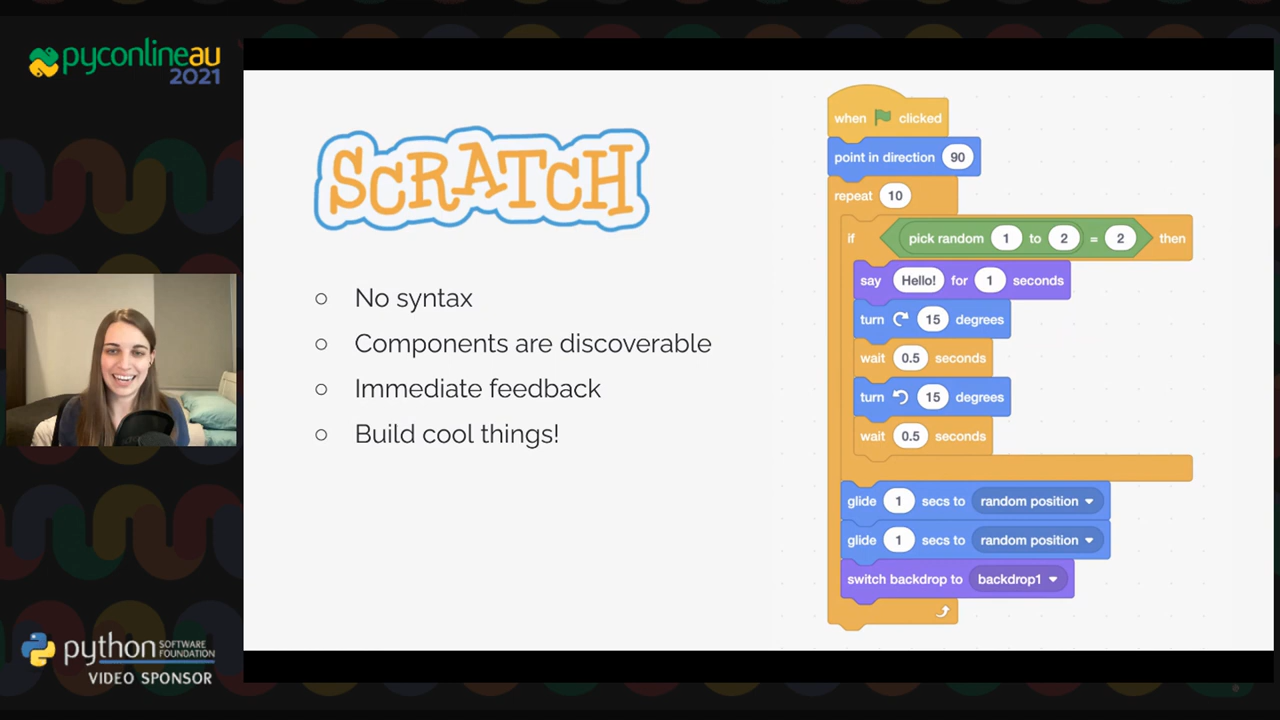 pyconlineau
2021
SCRATCH
○ No syntax
○ Components are discoverable
○ Immediate feedback
○ Build cool things!
when clicked
point in direction 90
repeat 10
if pick random 1 to 2 = 2 then
say Hello! for 1 seconds
turn 15 degrees
wait 0.5 seconds
turn 15 degrees
wait 0.5 seconds
glide 1 secs to random position
glide 1 secs to random position
switch backdrop to backdrop1
python SOFTWARE
FOUNDATION
VIDEO SPONSOR